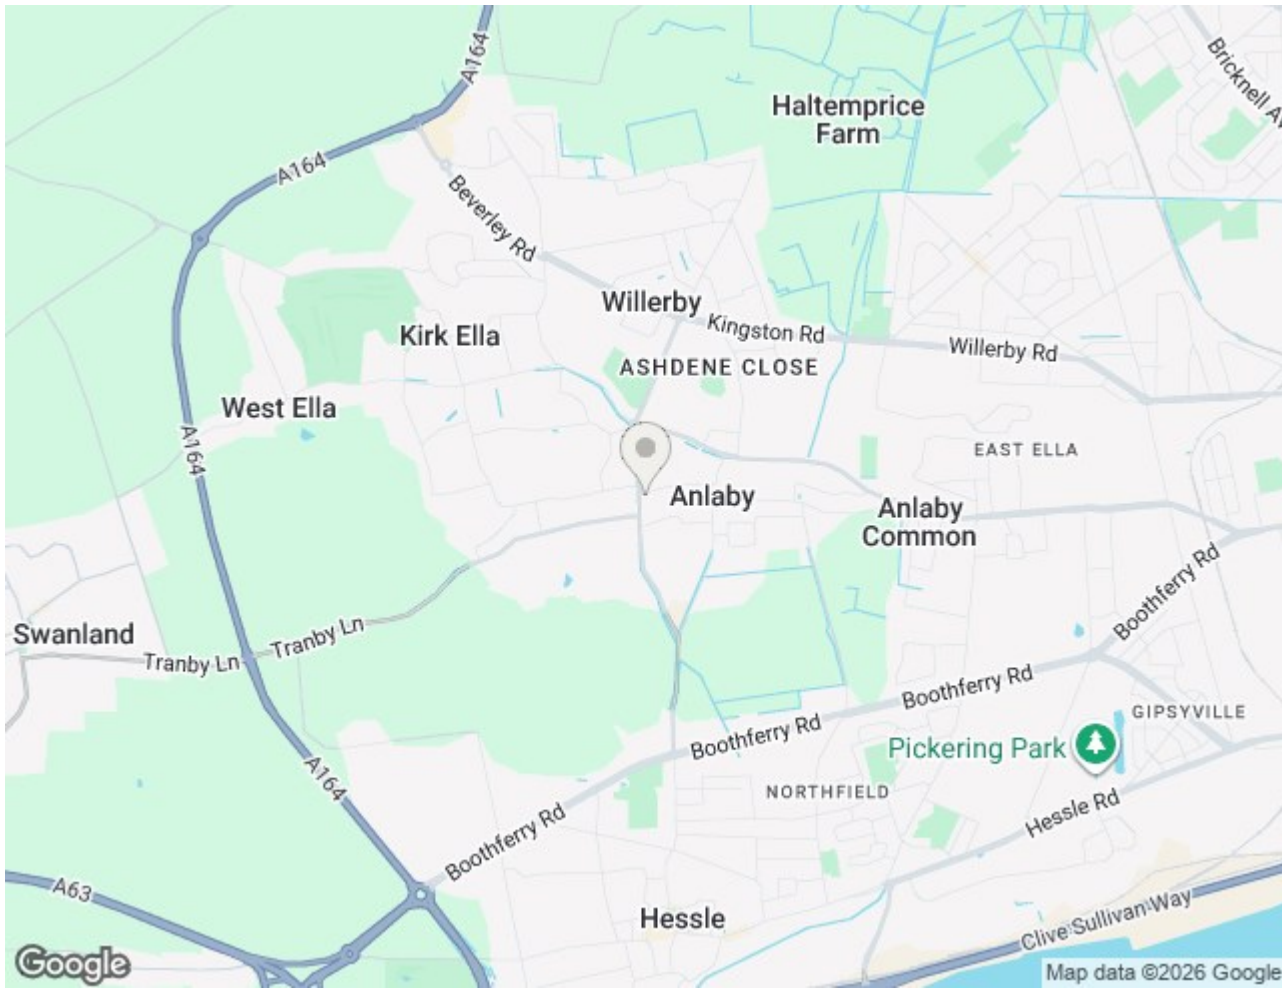 A164
Bricknell Av
Haltemprice
Farm
A164
Beverley Rd
Willerby
Kingston Rd
Kirk Ella
Willerby Rd
ASHDENE CLOSE
West Ella
A164
EAST ELLA
Anlaby
Anlaby
Common
Boothferry Rd
Swanland
Tranby Ln
Tranby Ln
Boothferry Rd
GIPSYVILLE
Boothferry Rd
Pickering Park
A164
NORTHFIELD
Hessle Rd
Boothferry Rd
A63
Hessle
Clive Sullivan Way
Google
Map data ©2026 Google